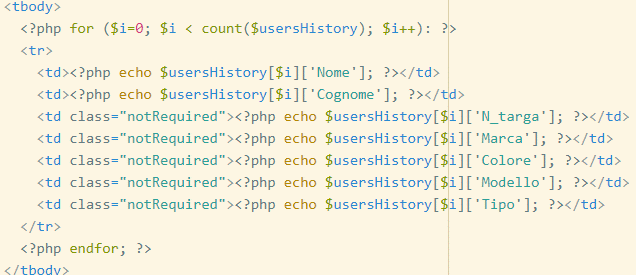 <tbody>
<?php for ($i=0; $i < count($usersHistory); $i++): ?>
<tr>
<td><?php echo $usersHistory[$i]['Nome']; ?></td>
<td><?php echo $usersHistory[$i]['Cognome']; ?></td>
<td class="notRequired"><?php echo $usersHistory[$i]['N_targa']; ?></td>
<td class="notRequired"><?php echo $usersHistory[$i]['Marca']; ?></td>
<td class="notRequired"><?php echo $usersHistory[$i]['Colore']; ?></td>
<td class="notRequired"><?php echo $usersHistory[$i]['Modello']; ?></td>
<td class="notRequired"><?php echo $usersHistory[$i]['Tipo']; ?></td>
</tr>
<?php endfor; ?>
</tbody>